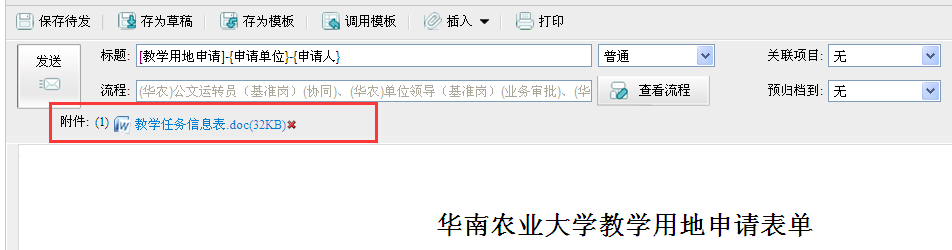 保存待发 存为草稿 存为模板 调用模板 插入 打印
发送 标题: [教学用地申请]-{申请单位}-{申请人} 普通 关联项目: 无
流程: (华农)公文运转员（基准岗）(协同)、(华农)单位领导（基准岗）(业务审批)、(华 查看流程 预归档到: 无
附件: (1) 教学任务信息表.doc(32KB)
华南农业大学教学用地申请表单